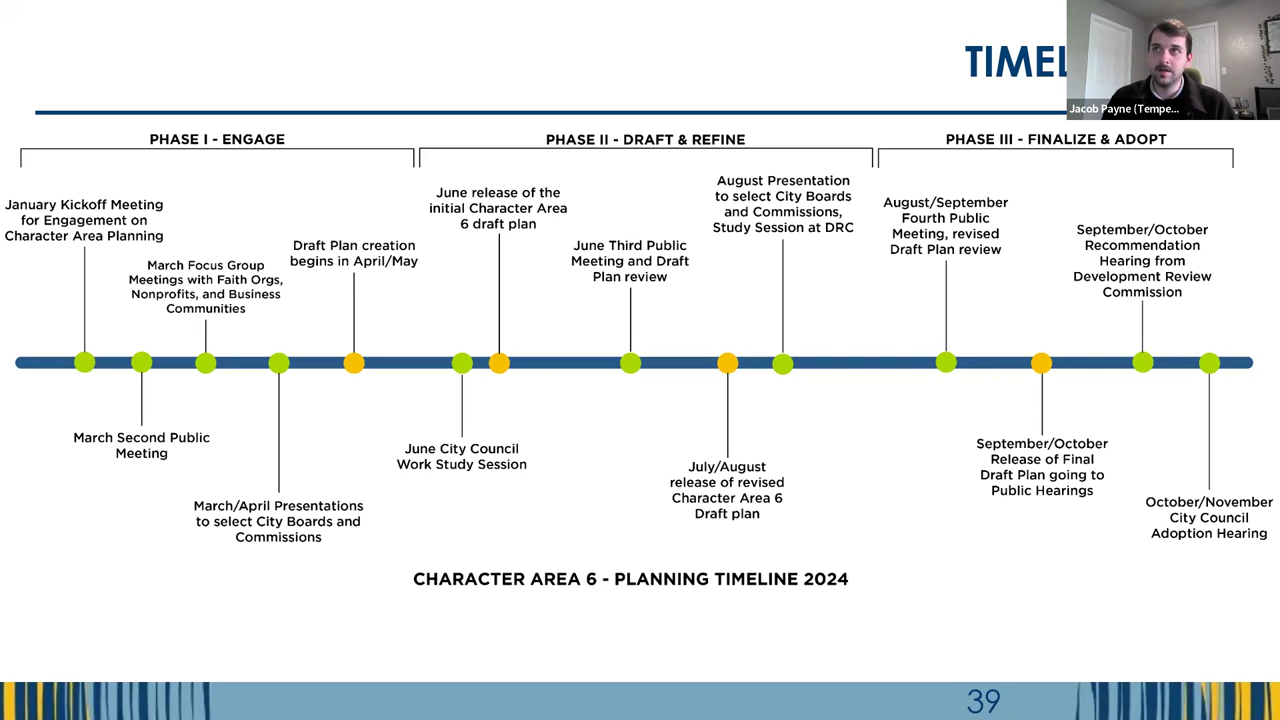 TIMEL
Jacob Payne (Tempe...
PHASE I - ENGAGE
PHASE II - DRAFT & REFINE
PHASE III - FINALIZE & ADOPT
January Kickoff Meeting
for Engagement on
Character Area Planning
March Focus Group
Meetings with Faith Orgs,
Nonprofits, and Business
Communities
Draft Plan creation
begins in April/May
June release of the
initial Character Area
6 draft plan
June Third Public
Meeting and Draft
Plan review
August Presentation
to select City Boards
and Commissions,
Study Session at DRC
August/September
Fourth Public
Meeting, revised
Draft Plan review
September/October
Recommendation
Hearing from
Development Review
Commission
March Second Public
Meeting
March/April Presentations
to select City Boards and
Commissions
June City Council
Work Study Session
July/August
release of revised
Character Area 6
Draft plan
September/October
Release of Final
Draft Plan going to
Public Hearings
October/November
City Council
Adoption Hearing
CHARACTER AREA 6 - PLANNING TIMELINE 2024
39